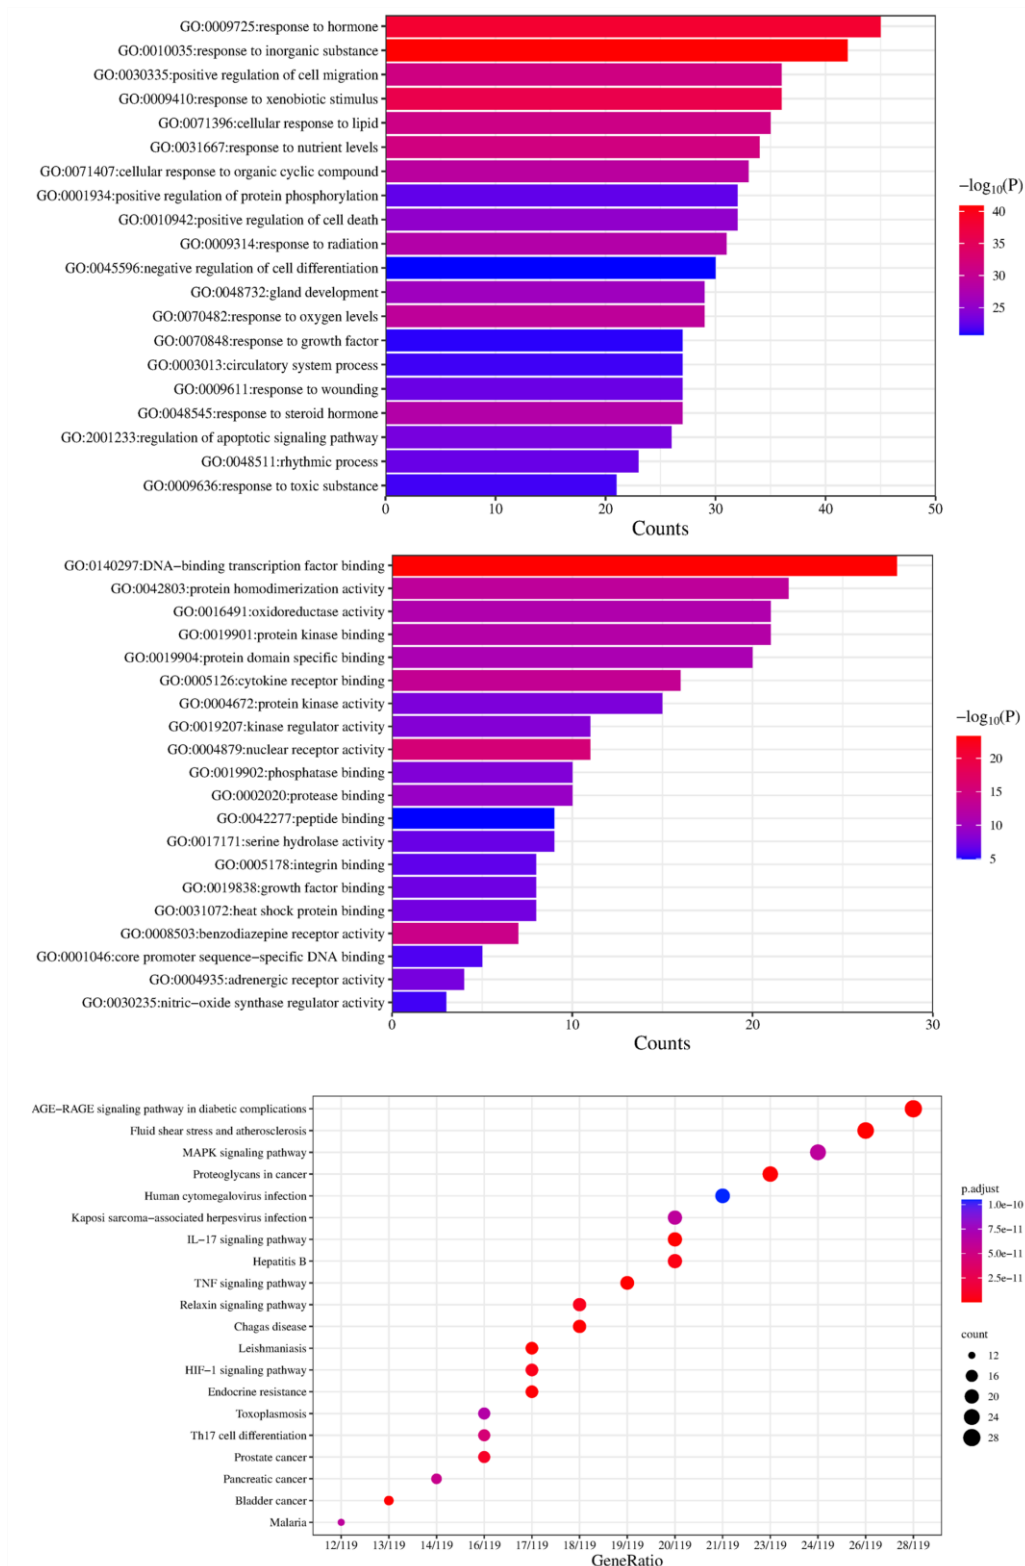 GO:0009725:response to hormone
GO:0010035:response to inorganic substance
GO:0030335:positive regulation of cell migration
GO:0009410:response to xenobiotic stimulus
GO:0071396:cellular response to lipid
GO:0031667:response to nutrient levels
GO:0071407:cellular response to organic cyclic compound
GO:0001934:positive regulation of protein phosphorylation
GO:0010942:positive regulation of cell death
GO:0009314:response to radiation
GO:0045596:negative regulation of cell differentiation
GO:0048732:gland development
GO:0070482:response to oxygen levels
GO:0070848:response to growth factor
GO:0003013:circulatory system process
GO:0009611:response to wounding
GO:0048545:response to steroid hormone
GO:2001233:regulation of apoptotic signaling pathway
GO:0048511:rhythmic process
GO:0009636:response to toxic substance
0 10 20 30 40 50
Counts
−log10(P)
40
35
30
25
GO:0140297:DNA−binding transcription factor binding
GO:0042803:protein homodimerization activity
GO:0016491:oxidoreductase activity
GO:0019901:protein kinase binding
GO:0019904:protein domain specific binding
GO:0005126:cytokine receptor binding
GO:0004672:protein kinase activity
GO:0019207:kinase regulator activity
GO:0004879:nuclear receptor activity
GO:0019902:phosphatase binding
GO:0002020:protease binding
GO:0042277:peptide binding
GO:0017171:serine hydrolase activity
GO:0005178:integrin binding
GO:0019838:growth factor binding
GO:0031072:heat shock protein binding
GO:0008503:benzodiazepine receptor activity
GO:0001046:core promoter sequence−specific DNA binding
GO:0004935:adrenergic receptor activity
GO:0030235:nitric−oxide synthase regulator activity
0 10 20 30
Counts
−log10(P)
20
15
10
5
AGE−RAGE signaling pathway in diabetic complications
Fluid shear stress and atherosclerosis
MAPK signaling pathway
Proteoglycans in cancer
Human cytomegalovirus infection
Kaposi sarcoma−associated herpesvirus infection
IL−17 signaling pathway
Hepatitis B
TNF signaling pathway
Relaxin signaling pathway
Chagas disease
Leishmaniasis
HIF−1 signaling pathway
Endocrine resistance
Toxoplasmosis
Th17 cell differentiation
Prostate cancer
Pancreatic cancer
Bladder cancer
Malaria
12/119 13/119 14/119 16/119 17/119 18/119 19/119 20/119 21/119 23/119 24/119 26/119 28/119
GeneRatio
p.adjust
1.0e−10
7.5e−11
5.0e−11
2.5e−11
count
12
16
20
24
28